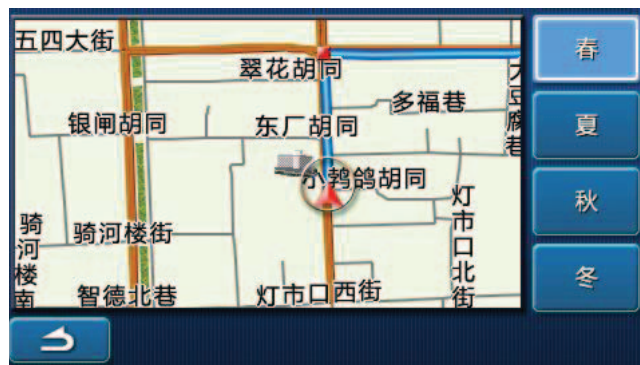 五四大街
春
翠花胡同
大豆腐巷
多福巷
银闸胡同
东厂胡同
夏
小鹁鸽胡同
灯市口北街
秋
骑河楼南
骑河楼街
智德北巷
灯市口西街
冬